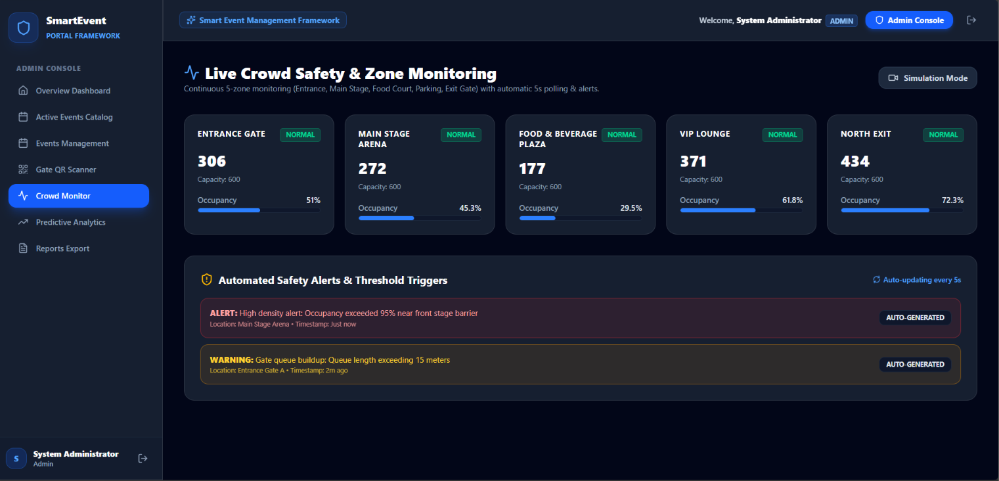 SmartEvent
PORTAL FRAMEWORK
ADMIN CONSOLE
Overview Dashboard
Active Events Catalog
Events Management
Gate QR Scanner
Crowd Monitor
Predictive Analytics
Reports Export
S
System Administrator
Admin
Smart Event Management Framework
Welcome, System Administrator ADMIN
Admin Console
Live Crowd Safety & Zone Monitoring
Continuous 5-zone monitoring (Entrance, Main Stage, Food Court, Parking, Exit Gate) with automatic 5s polling & alerts.
Simulation Mode
ENTRANCE GATE NORMAL
306
Capacity: 600
Occupancy 51%
MAIN STAGE NORMAL
ARENA
272
Capacity: 600
Occupancy 45.3%
FOOD & BEVERAGE NORMAL
PLAZA
177
Capacity: 600
Occupancy 29.5%
VIP LOUNGE NORMAL
371
Capacity: 600
Occupancy 61.8%
NORTH EXIT NORMAL
434
Capacity: 600
Occupancy 72.3%
Automated Safety Alerts & Threshold Triggers
Auto-updating every 5s
ALERT: High density alert: Occupancy exceeded 95% near front stage barrier
Location: Main Stage Arena • Timestamp: Just now
AUTO-GENERATED
WARNING: Gate queue buildup: Queue length exceeding 15 meters
Location: Entrance Gate A • Timestamp: 2m ago
AUTO-GENERATED